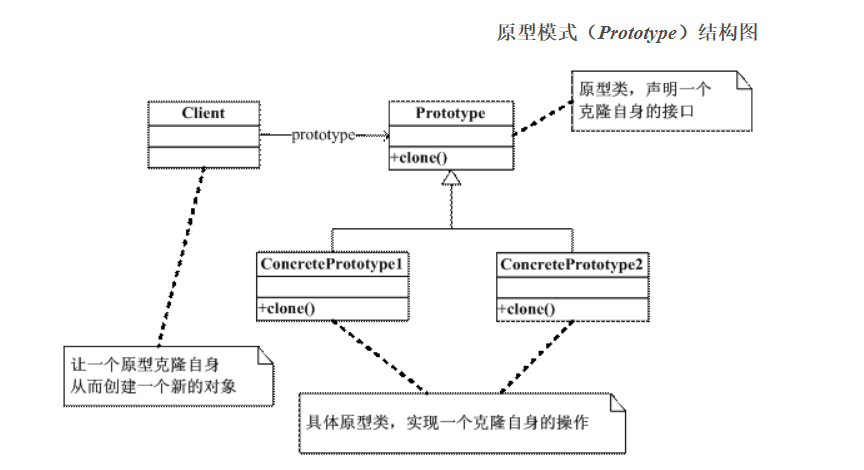 原型模式（Prototype）结构图
原型类，声明一个
克隆自身的接口
Client
prototype
Prototype
+clone()
ConcretePrototype1
+clone()
ConcretePrototype2
+clone()
让一个原型克隆自身
从而创建一个新的对象
具体原型类，实现一个克隆自身的操作